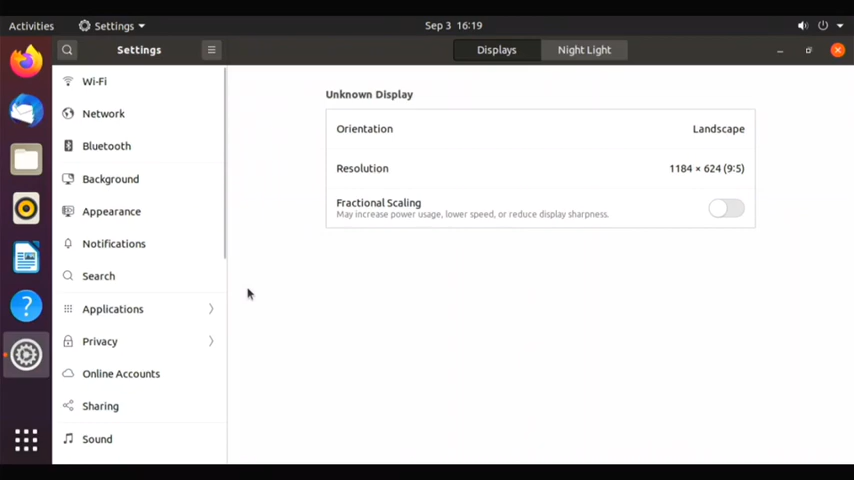 Activities
Settings
Sep 3 16:19
Settings
Displays
Night Light
Wi-Fi
Network
Bluetooth
Background
Appearance
Notifications
Search
Applications
Privacy
Online Accounts
Sharing
Sound
Unknown Display
Orientation
Landscape
Resolution
1184 × 624 (9:5)
Fractional Scaling
May increase power usage, lower speed, or reduce display sharpness.